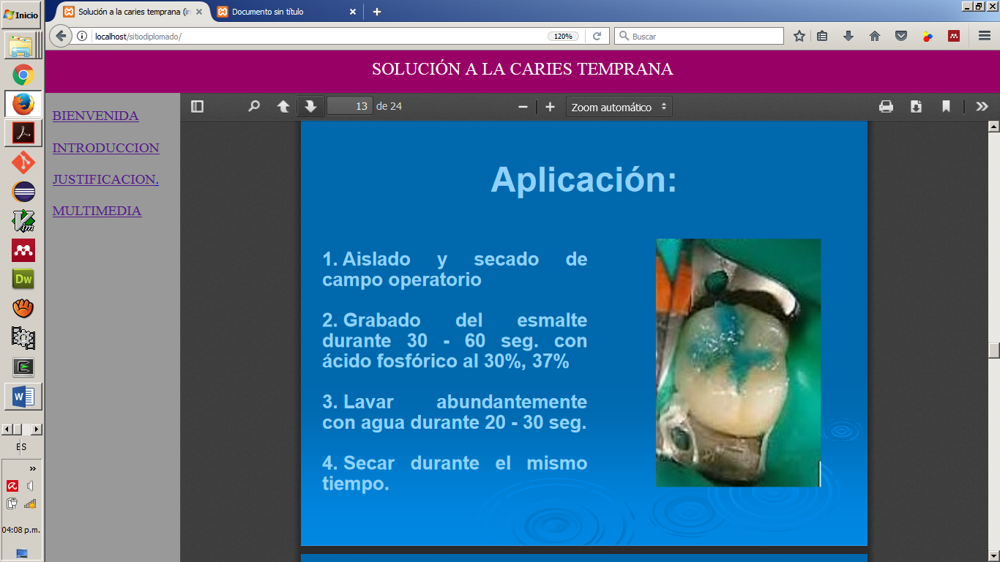 Inicio
Solución a la caries temprana (in
Documento sin título
localhost/sitiodiplomado/
120%
Buscar
SOLUCIÓN A LA CARIES TEMPRANA
BIENVENIDA
INTRODUCCION
JUSTIFICACION.
MULTIMEDIA
13 de 24
Zoom automático
Aplicación:
1. Aislado y secado de
campo operatorio
2. Grabado del esmalte
durante 30 - 60 seg. con
ácido fosfórico al 30%, 37%
3. Lavar abundantemente
con agua durante 20 - 30 seg.
4. Secar durante el mismo
tiempo.
Vim
Dw
W
ES
04:08 p.m.